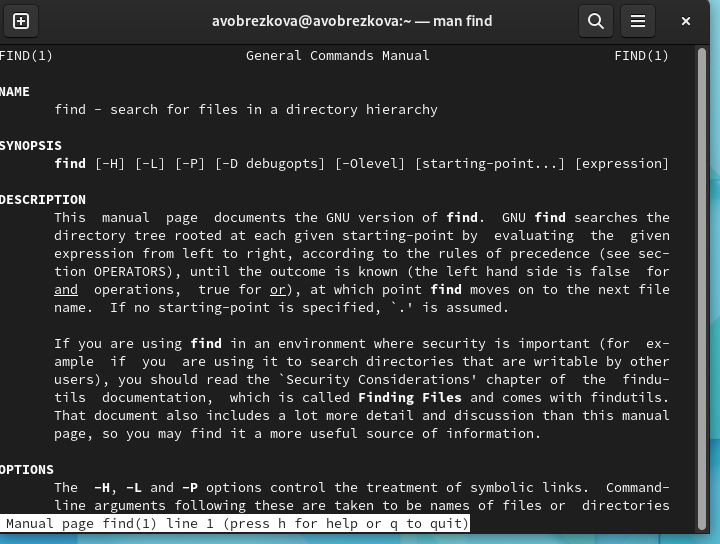 avobrezkova@avobrezkova:~ — man find
FIND(1) General Commands Manual FIND(1)
NAME
find - search for files in a directory hierarchy
SYNOPSIS
find [-H] [-L] [-P] [-D debugopts] [-Olevel] [starting-point...] [expression]
DESCRIPTION
This manual page documents the GNU version of find. GNU find searches the
directory tree rooted at each given starting-point by evaluating the given
expression from left to right, according to the rules of precedence (see sec-
tion OPERATORS), until the outcome is known (the left hand side is false for
and operations, true for or), at which point find moves on to the next file
name. If no starting-point is specified, `.' is assumed.
If you are using find in an environment where security is important (for ex-
ample if you are using it to search directories that are writable by other
users), you should read the `Security Considerations' chapter of the findu-
tils documentation, which is called Finding Files and comes with findutils.
That document also includes a lot more detail and discussion than this manual
page, so you may find it a more useful source of information.
OPTIONS
The -H, -L and -P options control the treatment of symbolic links. Command-
line arguments following these are taken to be names of files or directories
Manual page find(1) line 1 (press h for help or q to quit)